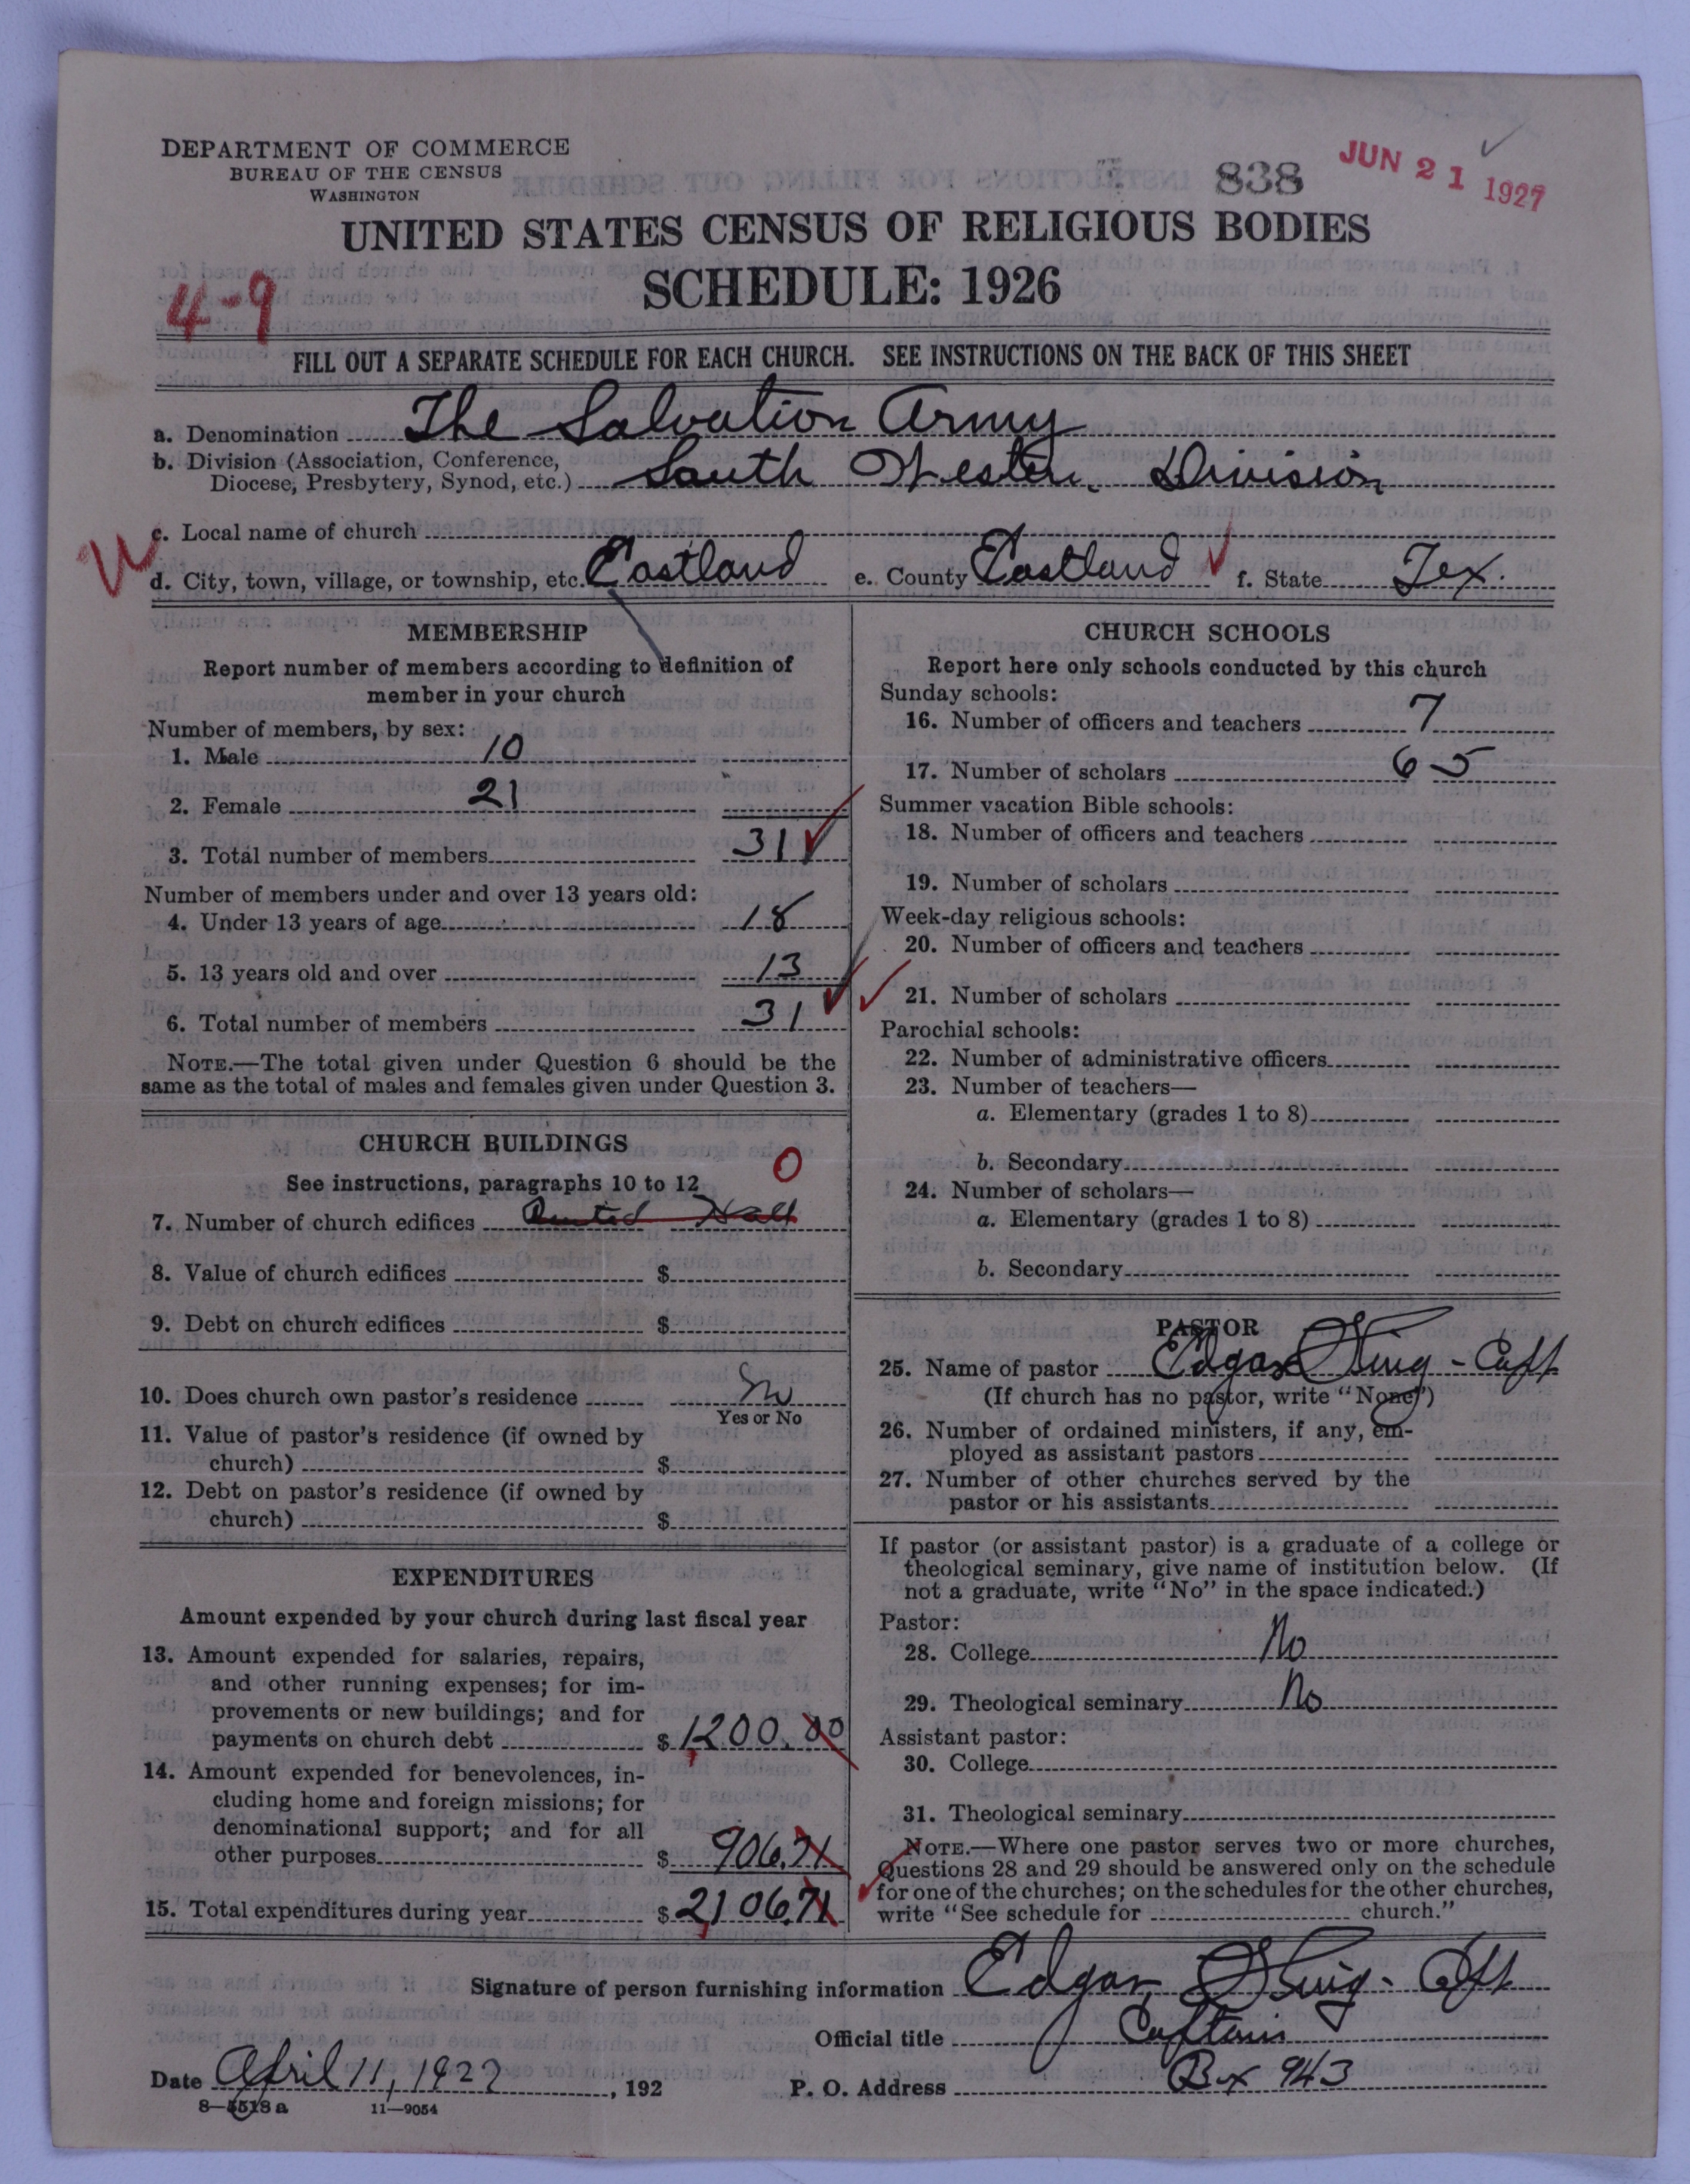 DEPARTMENT OF COMMERCE
BUREAU OF THE CENSUS
WASHINGTON
838
JUN 21 1927
UNITED STATES CENSUS OF RELIGIOUS BODIES
SCHEDULE: 1926
4-9
FILL OUT A SEPARATE SCHEDULE FOR EACH CHURCH. SEE INSTRUCTIONS ON THE BACK OF THIS SHEET
a. Denomination The Salvation Army
b. Division (Association, Conference,
Diocese, Presbytery, Synod, etc.) South Western Division
c. Local name of church
d. City, town, village, or township, etc. Eastland e. County Eastland f. State Tex.
MEMBERSHIP
Report number of members according to definition of
member in your church
Number of members, by sex:
1. Male 10
2. Female 21
3. Total number of members 31
Number of members under and over 13 years old:
4. Under 13 years of age 18
5. 13 years old and over 13
6. Total number of members 31
NOTE.—The total given under Question 6 should be the
same as the total of males and females given under Question 3.
CHURCH BUILDINGS
See instructions, paragraphs 10 to 12
0
7. Number of church edifices Rented Hall
8. Value of church edifices $
9. Debt on church edifices $
10. Does church own pastor's residence No
Yes or No
11. Value of pastor's residence (if owned by
church) $
12. Debt on pastor's residence (if owned by
church) $
EXPENDITURES
Amount expended by your church during last fiscal year
13. Amount expended for salaries, repairs,
and other running expenses; for im-
provements or new buildings; and for
payments on church debt $ 1200.00
14. Amount expended for benevolences, in-
cluding home and foreign missions; for
denominational support; and for all
other purposes $ 906.71
15. Total expenditures during year $ 2106.71
CHURCH SCHOOLS
Report here only schools conducted by this church
Sunday schools:
16. Number of officers and teachers 7
17. Number of scholars 65
Summer vacation Bible schools:
18. Number of officers and teachers
19. Number of scholars
Week-day religious schools:
20. Number of officers and teachers
21. Number of scholars
Parochial schools:
22. Number of administrative officers
23. Number of teachers—
a. Elementary (grades 1 to 8)
b. Secondary
24. Number of scholars—
a. Elementary (grades 1 to 8)
b. Secondary
PASTOR
25. Name of pastor Edgar
(If church has no pastor, write "None")
26. Number of ordained ministers, if any, em-
ployed as assistant pastors
27. Number of other churches served by the
pastor or his assistants
If pastor (or assistant pastor) is a graduate of a college or
theological seminary, give name of institution below. (If
not a graduate, write "No" in the space indicated.)
Pastor:
28. College No
29. Theological seminary No
Assistant pastor:
30. College
31. Theological seminary
NOTE.—Where one pastor serves two or more churches,
Questions 28 and 29 should be answered only on the schedule
for one of the churches; on the schedules for the other churches,
write "See schedule for church."
Signature of person furnishing information Edgar
Official title Captain
Date April 11, 1927, 192 P. O. Address Box 943
8—5518a 11—9054